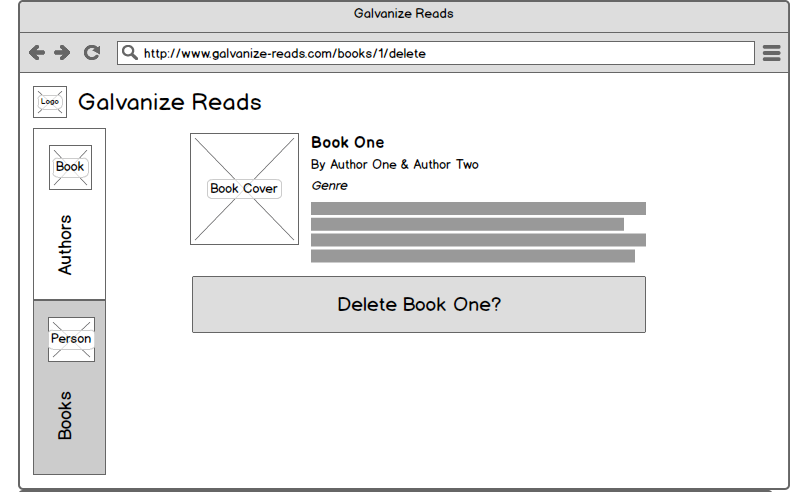 Galvanize Reads
http://www.galvanize-reads.com/books/1/delete
Logo
Galvanize Reads
Book
Authors
Person
Books
Book Cover
Book One
By Author One & Author Two
Genre
Delete Book One?